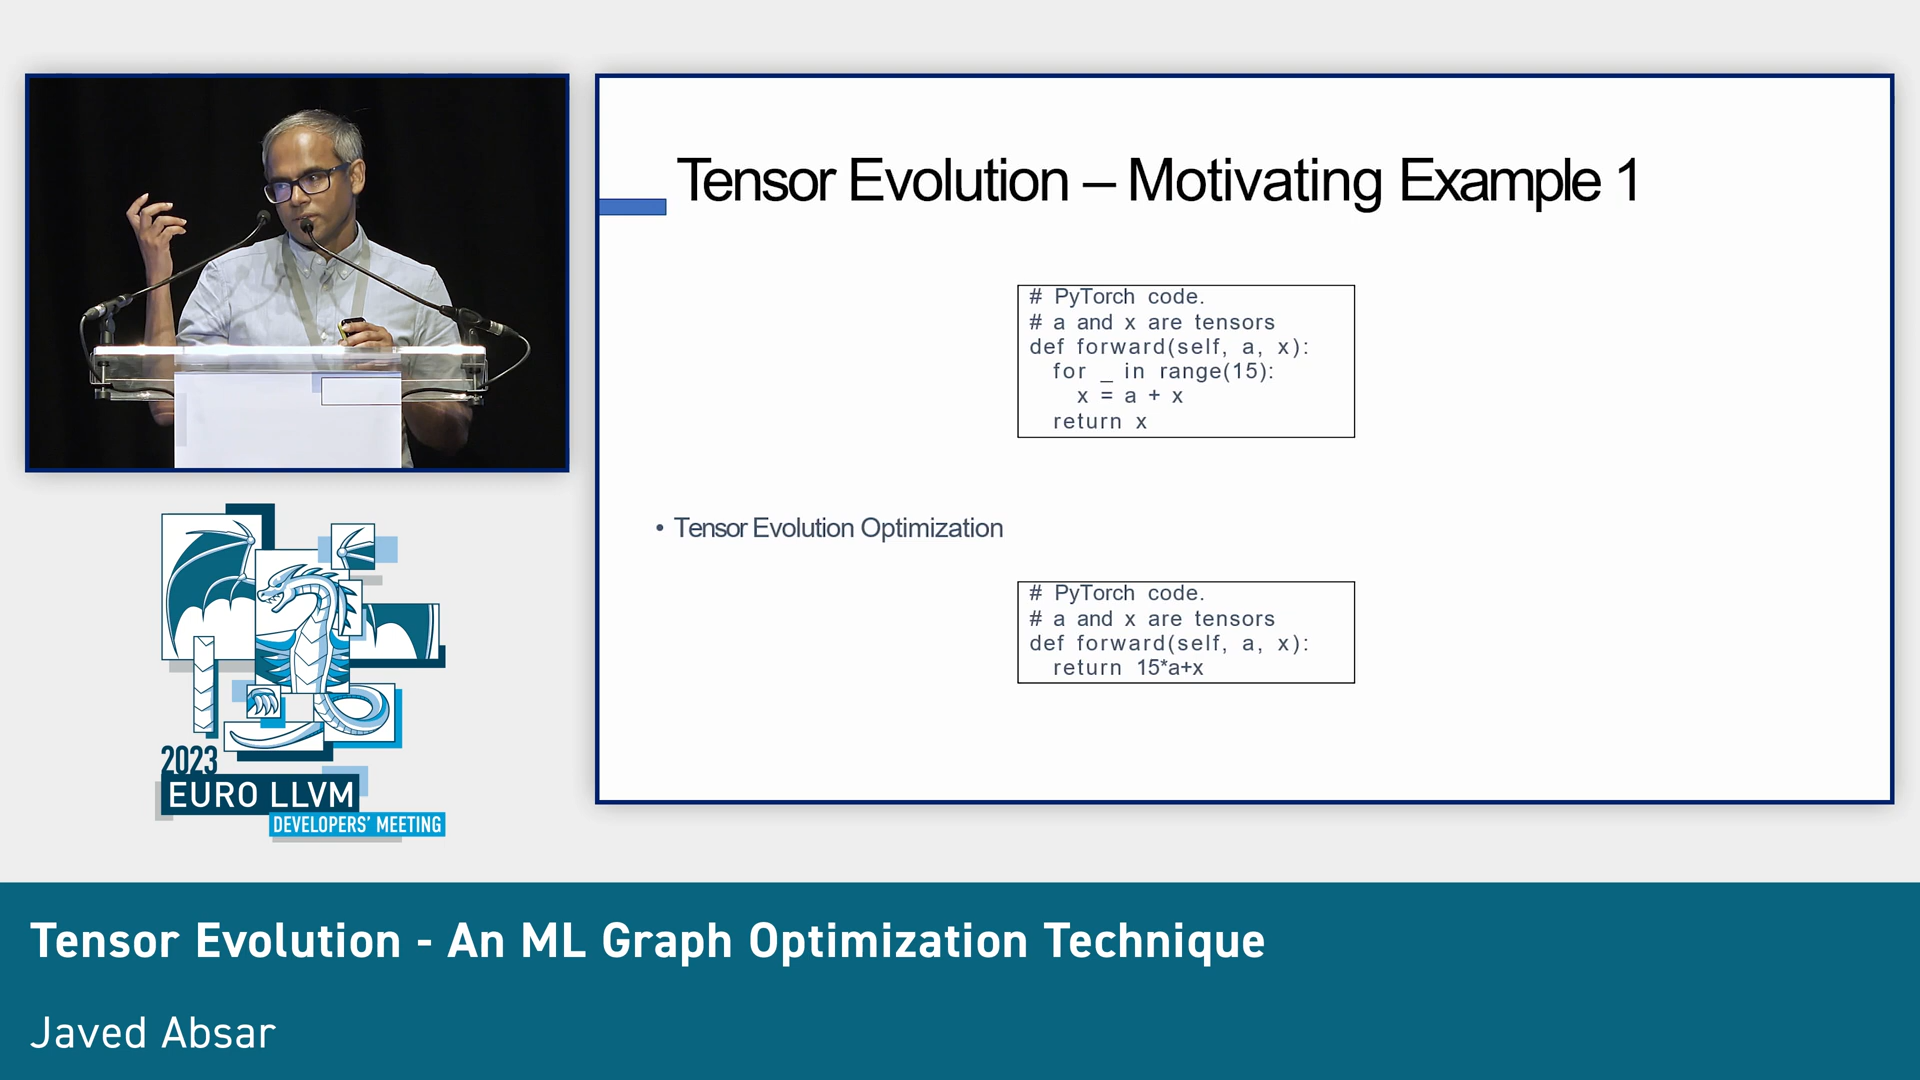 Tensor Evolution – Motivating Example 1
# PyTorch code.
# a and x are tensors
def forward(self, a, x):
for _ in range(15):
x = a + x
return x
• Tensor Evolution Optimization
# PyTorch code.
# a and x are tensors
def forward(self, a, x):
return 15*a+x
2023
EURO LLVM
DEVELOPERS' MEETING
Tensor Evolution - An ML Graph Optimization Technique
Javed Absar